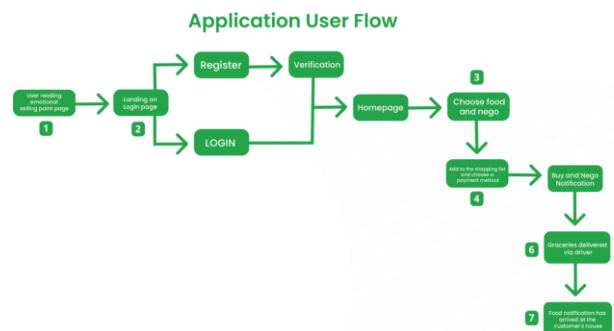 Application User Flow
Register
Verification
3
User reading
emotional
selling point page
Landing on
Login page
Homepage
Choose food
and nego
1
2
LOGIN
Add to the shopping list
and choose a
payment method
Buy and Nego
Notification
4
6
Groceries delivered
via driver
7
Food notification has
arrived at the
customer's house